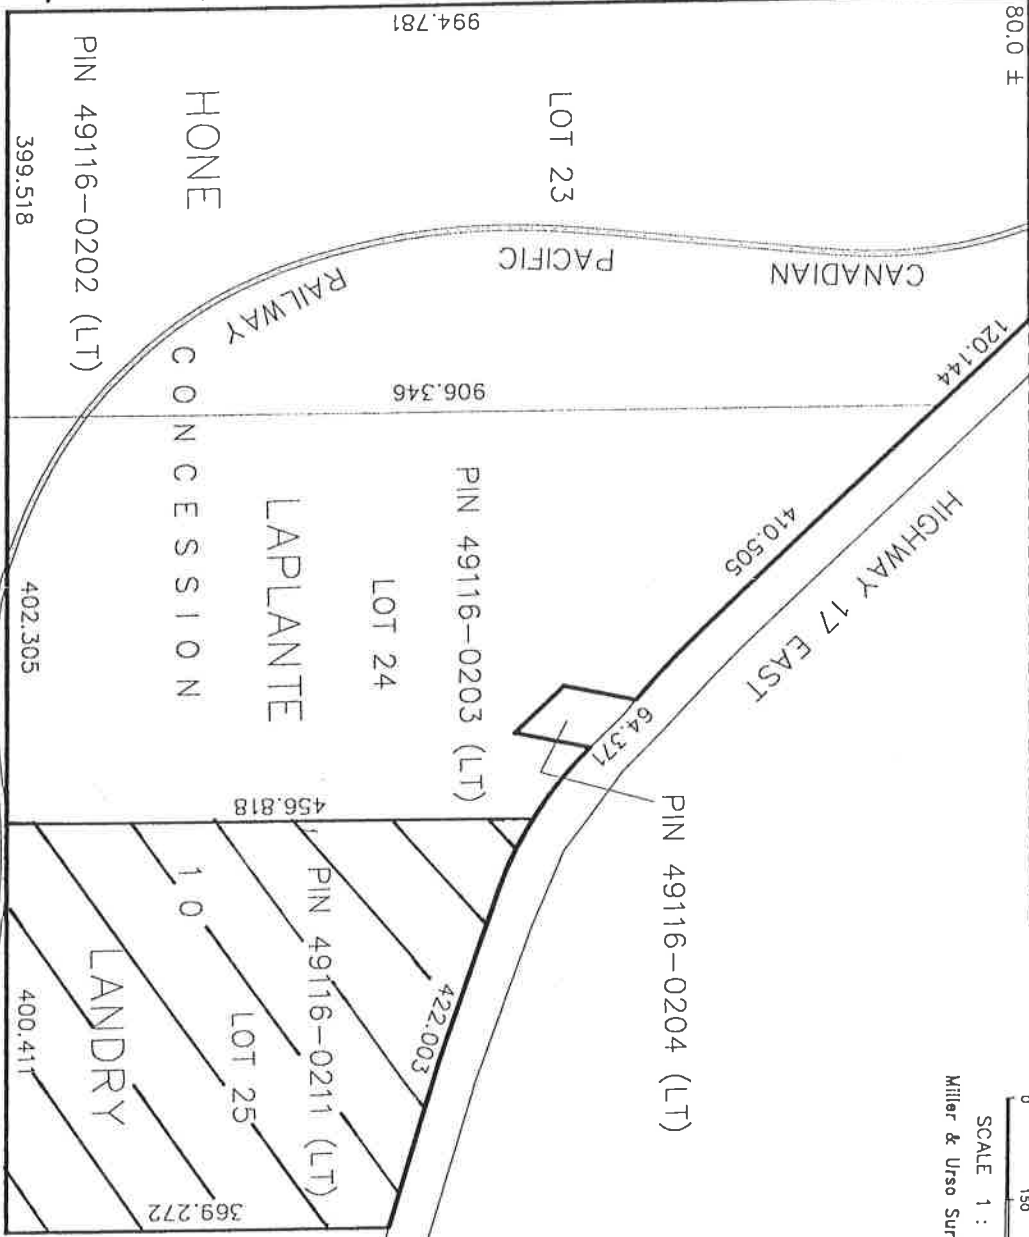 80.0 ±
994.781
LOT 23
HONE
PIN 49116-0202 (LT)
399.518
CANADIAN
PACIFIC
RAILWAY
120.144
906.346
410.505
HIGHWAY 17 EAST
CONCESSION
LAPLANTE
PIN 49116-0203 (LT)
LOT 24
402.305
64.371
PIN 49116-0204 (LT)
456.818
10
PIN 49116-0211 (LT)
422.003
LOT 25
LANDRY
400.411
369.272
0
150
SCALE 1 :
Miller & Urso Sur